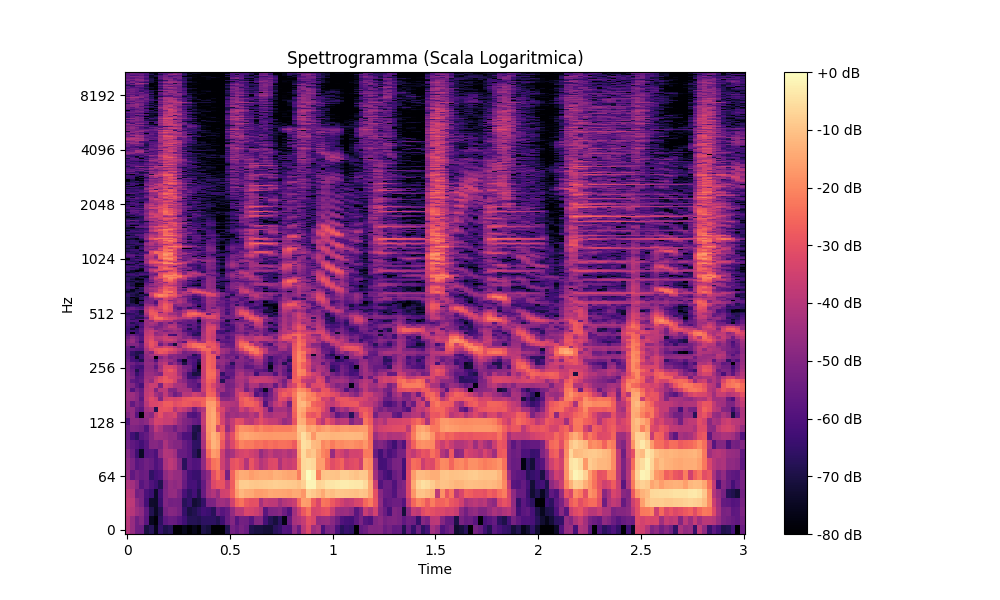 Spettrogramma (Scala Logaritmica)
Hz
8192
4096
2048
1024
512
256
128
64
0
0
0.5
1
1.5
2
2.5
3
Time
+0 dB
-10 dB
-20 dB
-30 dB
-40 dB
-50 dB
-60 dB
-70 dB
-80 dB